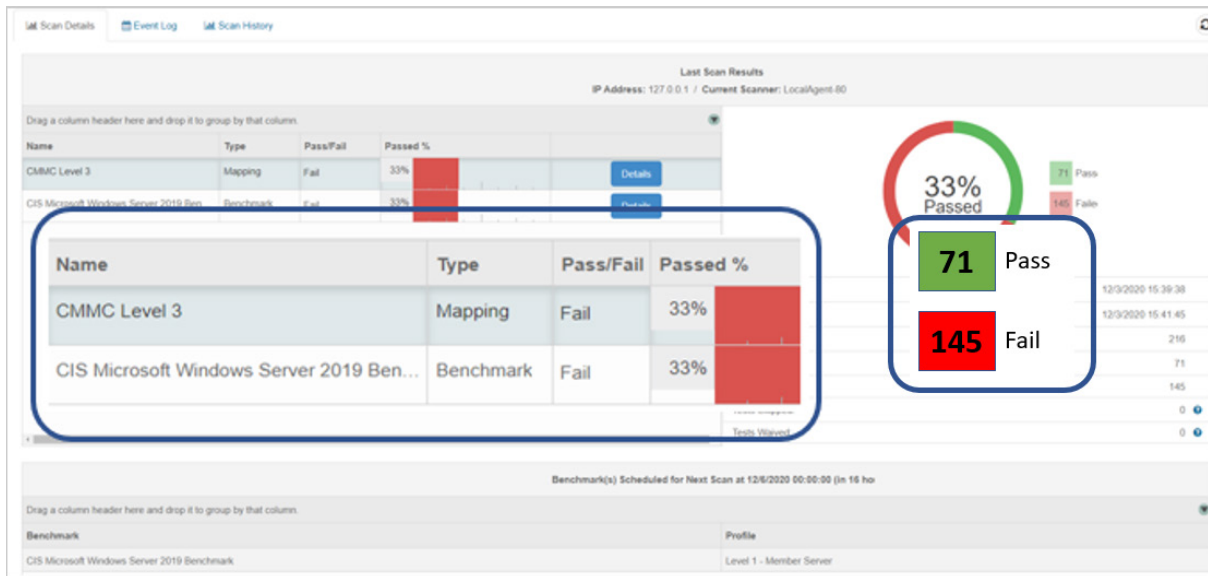 Scan Details Event Log Scan History
Last Scan Results
IP Address: 127.0.0.1 / Current Scanner: LocalAgent-80
Drag a column header here and drop it to group by that column.
Name Type Pass/Fail Passed %
CMMC Level 3 Mapping Fail 33% Details
CIS Microsoft Windows Server 2019 Ben... Benchmark Fail 33% Details
33%
Passed
71 Pass
145 Faile
Name Type Pass/Fail Passed %
CMMC Level 3 Mapping Fail 33%
CIS Microsoft Windows Server 2019 Ben... Benchmark Fail 33%
71 Pass
145 Fail
12/3/2020 15:39:38
12/3/2020 15:41:45
216
71
145
0
Tests Waived 0
Benchmark(s) Scheduled for Next Scan at 12/6/2020 00:00:00 (in 16 ho
Drag a column header here and drop it to group by that column.
Benchmark Profile
CIS Microsoft Windows Server 2019 Benchmark Level 1 - Member Server